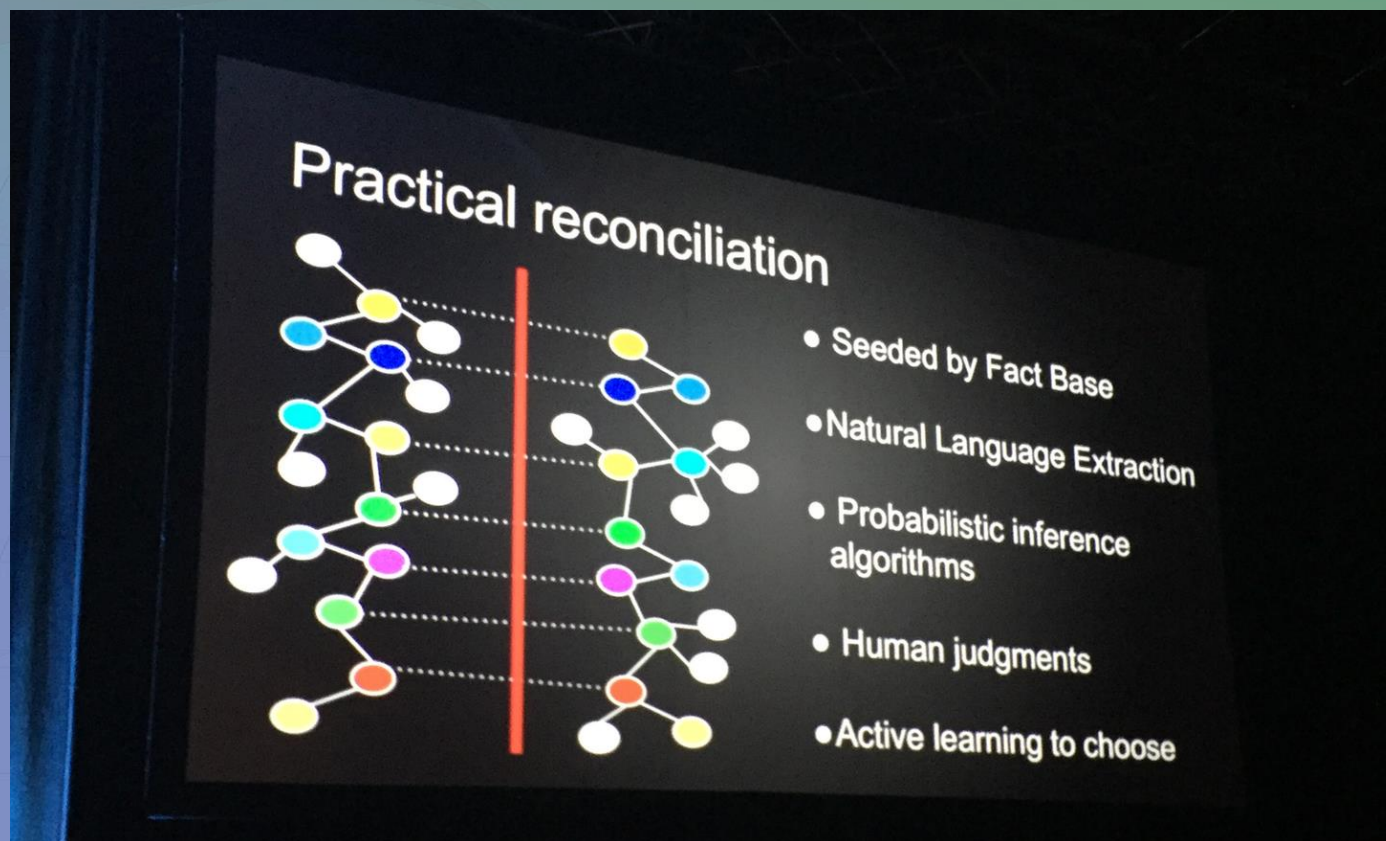 Practical reconciliation
● Seeded by Fact Base
●Natural Language Extraction
● Probabilistic inference
algorithms
● Human judgments
●Active learning to choose